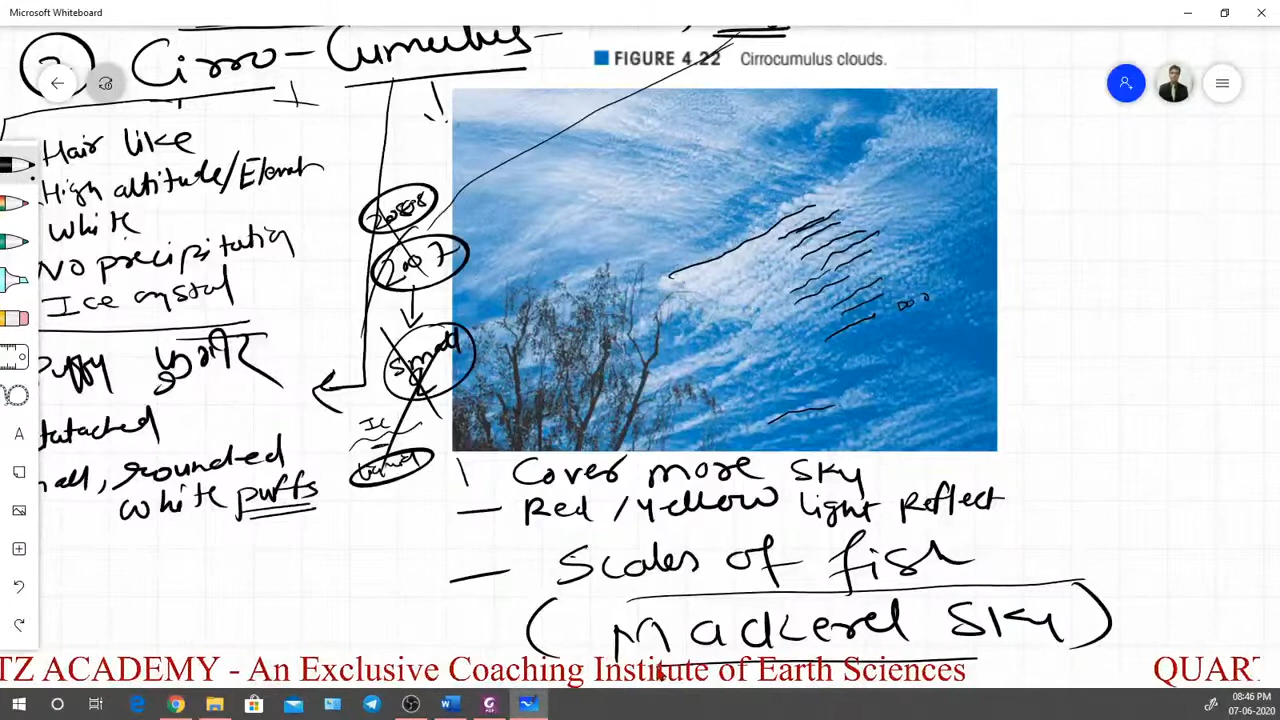 Microsoft Whiteboard
Cirro-Cumulus-
FIGURE 4.22 Cirrocumulus clouds.
Hair like
High altitude/Elevat
White
No precipitation
Ice crystal
Puffy
datached
mall, rounded
white puffs
Small
Cover more sky
- Red/yellow light reflect
- Scales of fish
(Mackerel Sky)
TZ ACADEMY - An Exclusive Coaching Institute of Earth Sciences QUAR
08:46 PM
07-06-2020